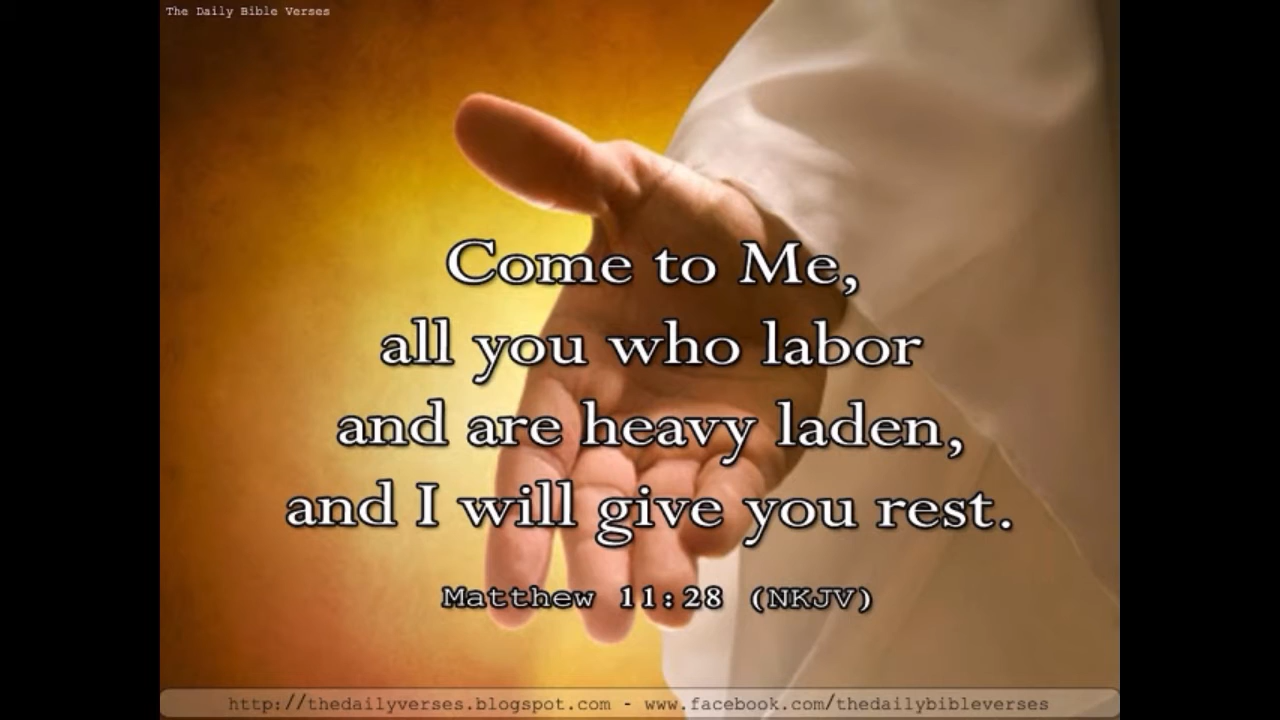 The Daily Bible Verses
Come to Me,
all you who labor
and are heavy laden,
and I will give you rest.
Matthew 11:28 (NKJV)
http://thedailyverses.blogspot.com - www.facebook.com/thedailybibleverses